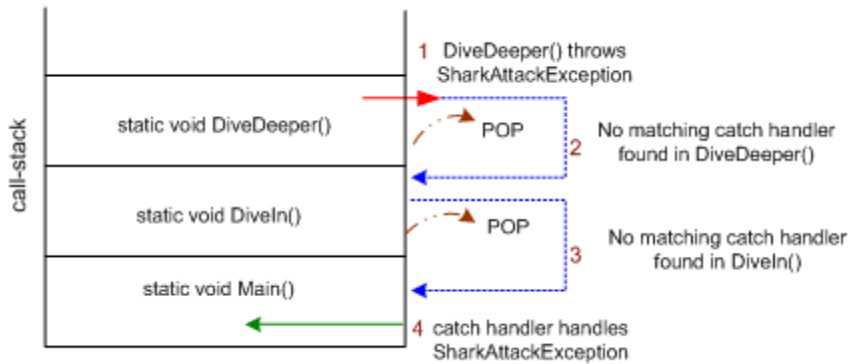 1 DiveDeeper() throws
SharkAttackException
call-stack
static void DiveDeeper()
POP
2
No matching catch handler
found in DiveDeeper()
static void DiveIn()
POP
3
No matching catch handler
found in DiveIn()
static void Main()
4 catch handler handles
SharkAttackException